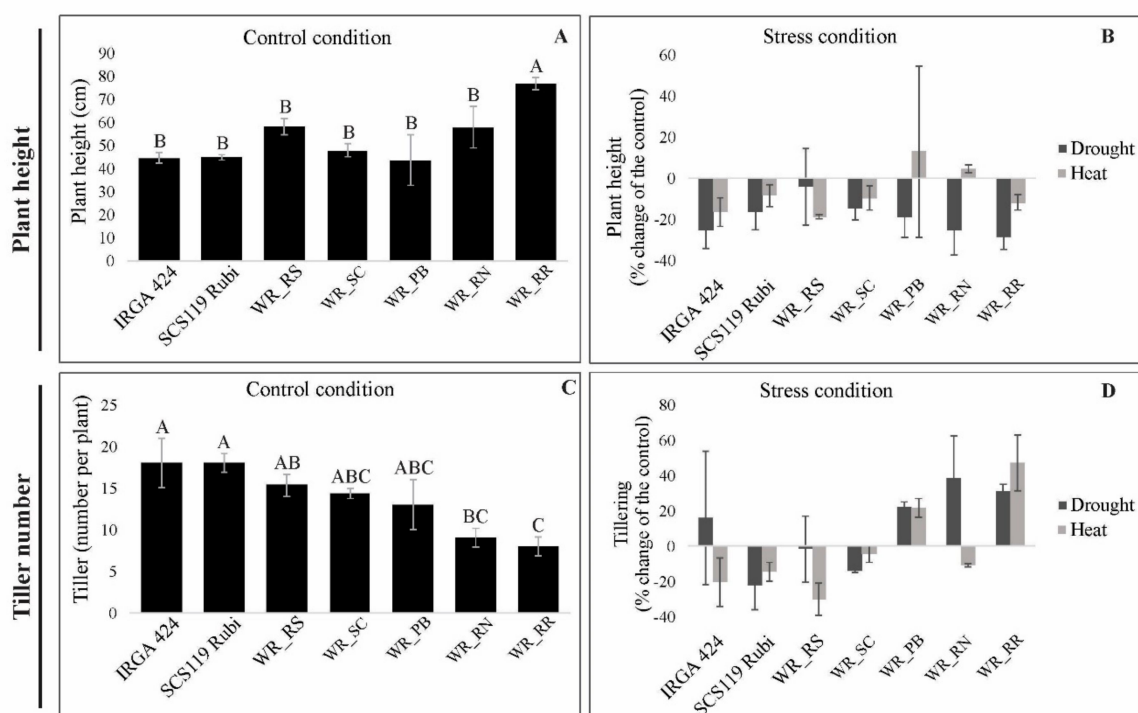 Plant height
Control condition
A
Plant height (cm)
90
80
70
60
50
40
30
20
10
0
B
B
B
B
B
B
A
IRGA 424
SCS119 Rubi
WR_RS
WR_SC
WR_PB
WR_RN
WR_RR
Stress condition
B
Plant height
(% change of the control)
60
40
20
0
-20
-40
Drought
Heat
IRGA 424
SCS119 Rubi
WR_RS
WR_SC
WR_PB
WR_RN
WR_RR
Tiller number
Control condition
C
Tiller (number per plant)
25
20
15
10
5
0
A
A
AB
ABC
ABC
BC
C
IRGA 424
SCS119 Rubi
WR_RS
WR_SC
WR_PB
WR_RN
WR_RR
Stress condition
D
Tillering
(% change of the control)
80
60
40
20
0
-20
-40
Drought
Heat
IRGA 424
SCS119 Rubi
WR_RS
WR_SC
WR_PB
WR_RN
WR_RR